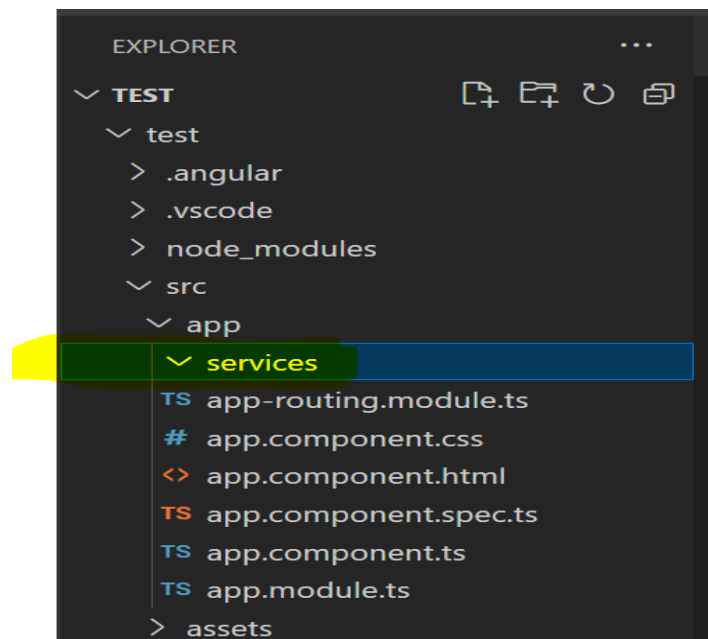 EXPLORER
TEST
test
.angular
.vscode
node_modules
src
app
services
TS app-routing.module.ts
# app.component.css
<> app.component.html
TS app.component.spec.ts
TS app.component.ts
TS app.module.ts
assets